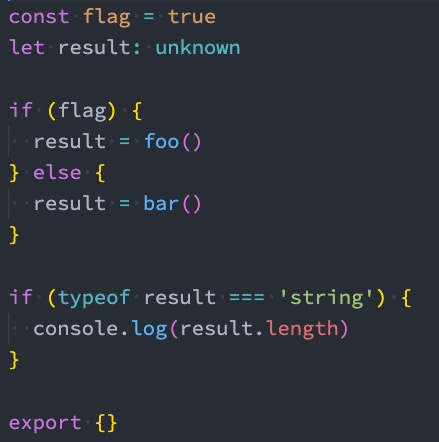 const flag = true
let result: unknown

if (flag) {
  result = foo()
} else {
  result = bar()
}

if (typeof result === 'string') {
  console.log(result.length)
}

export {}